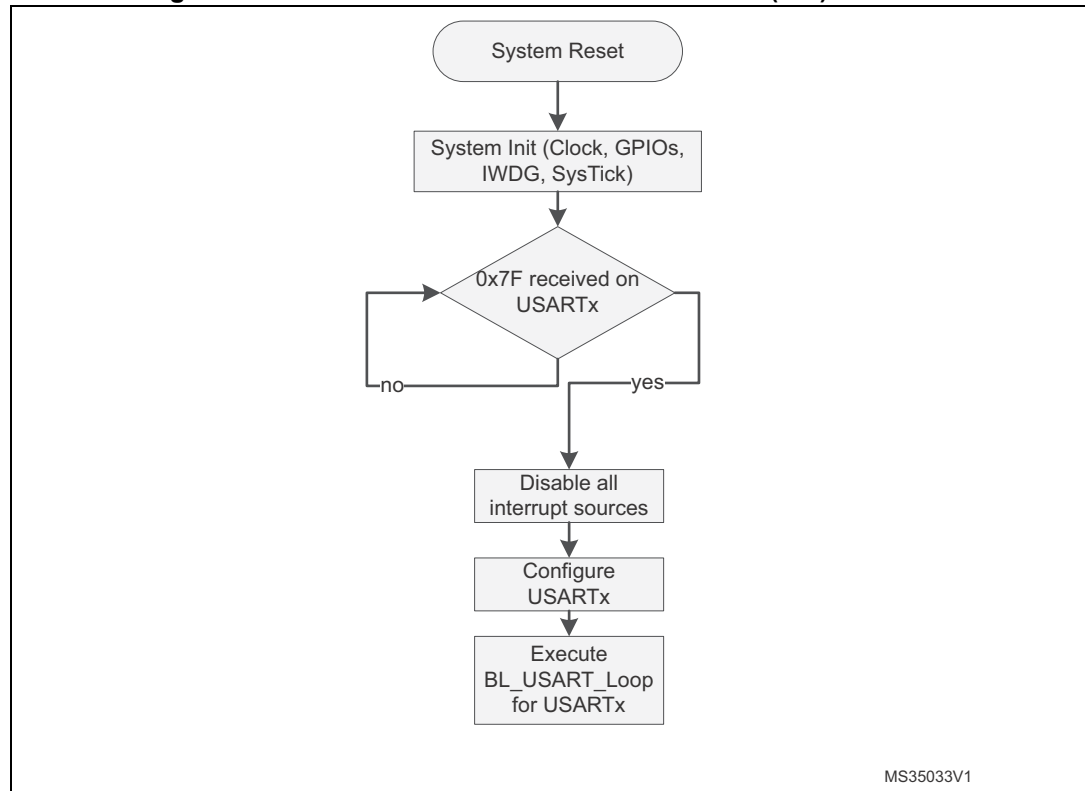 System Reset
System Init (Clock, GPIOs,
IWDG, SysTick)
0x7F received on
USARTx
no
yes
Disable all
interrupt sources
Configure
USARTx
Execute
BL_USART_Loop
for USARTx
MS35033V1